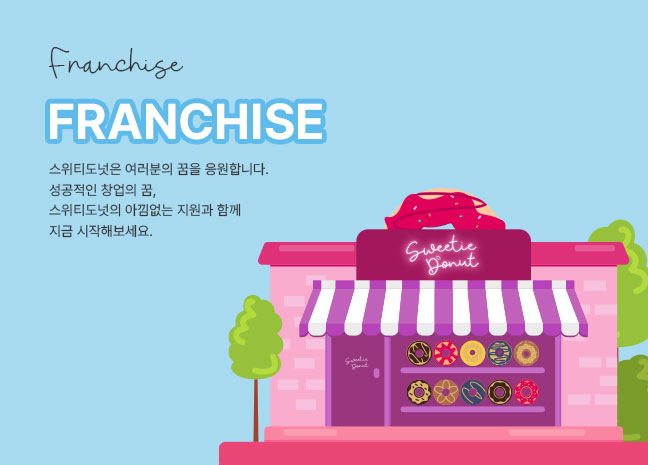 Franchise
FRANCHISE
스위티도넛은 여러분의 꿈을 응원합니다.
성공적인 창업의 꿈,
스위티도넛의 아낌없는 지원과 함께
지금 시작해보세요.
Sweetie
Donut
Sweetie
Donut